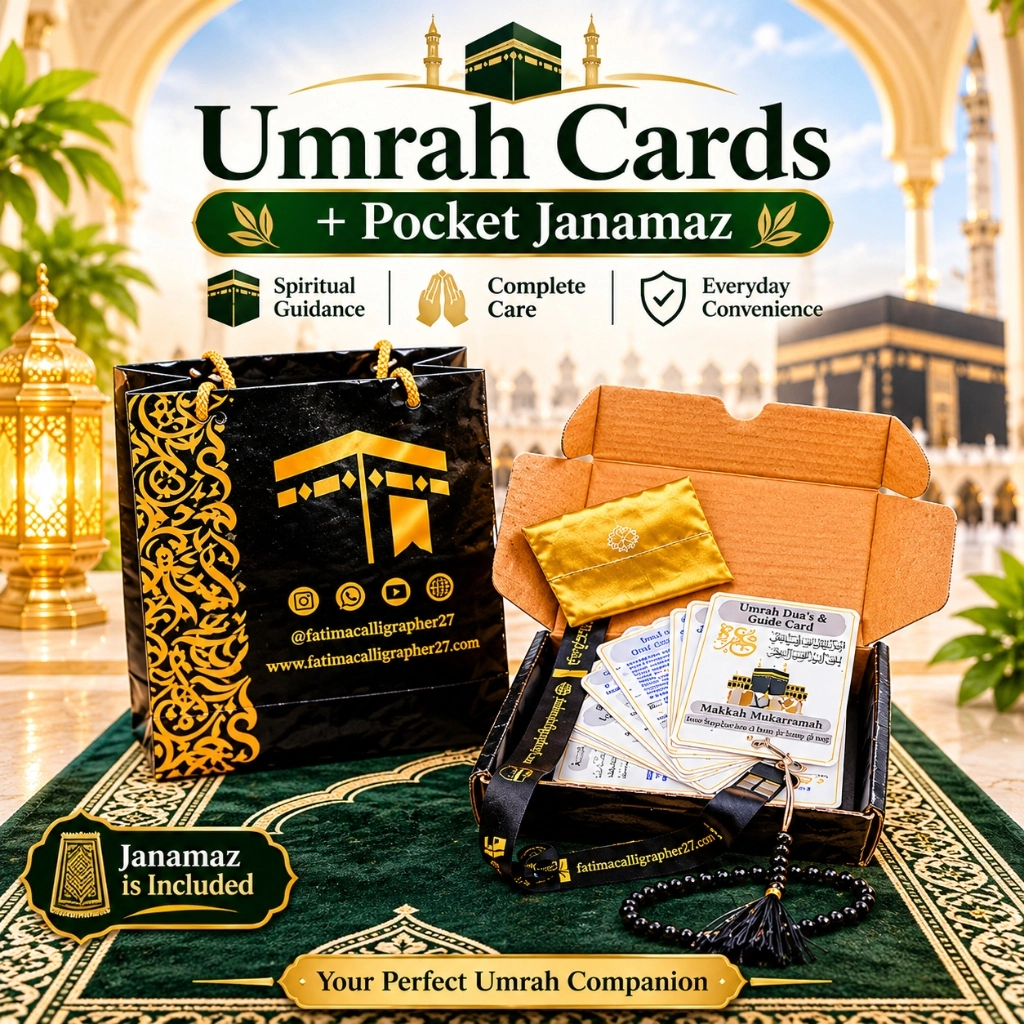 Umrah Cards
+ Pocket Janamaz
Spiritual
Guidance
Complete
Care
Everyday
Convenience
@fatimacalligrapher27
www.fatimacalligrapher27.com
Umrah Dua's &
Guide Card
Makkah Mukarramah
fatimacalligrapher27.com
Janamaz
is Included
Your Perfect Umrah Companion